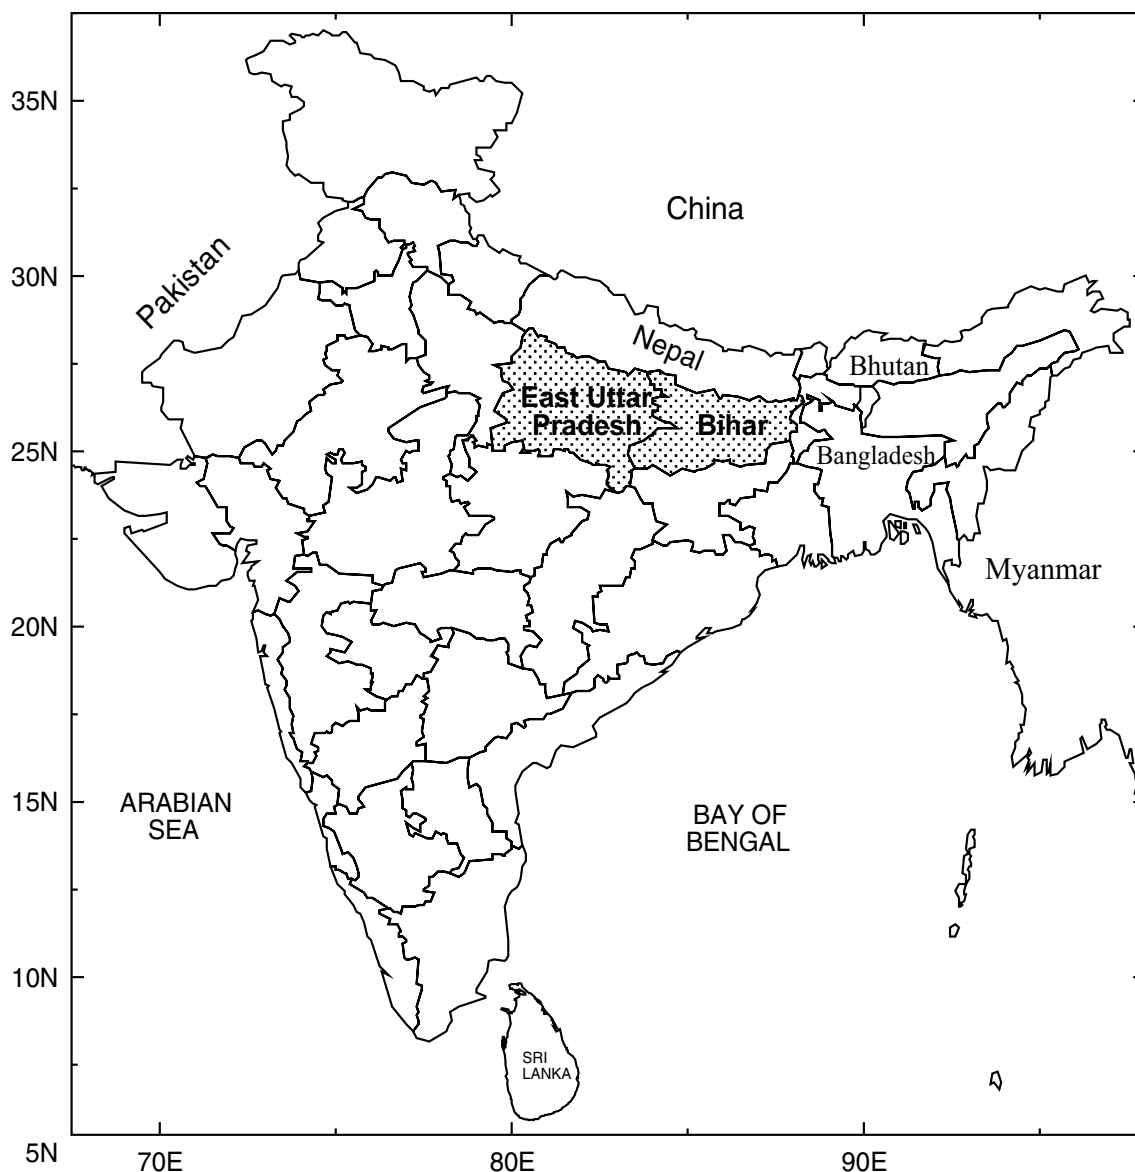 35N
China
Pakistan
30N
Nepal
Bhutan
East Uttar
Pradesh
Bihar
25N
Bangladesh
Myanmar
20N
15N
ARABIAN
SEA
BAY OF
BENGAL
10N
SRI
LANKA
5N
70E
80E
90E